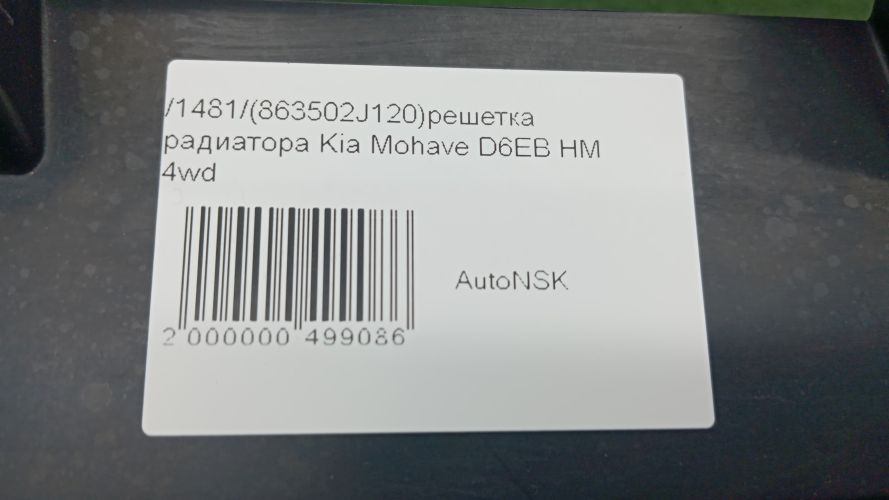 /1481/(863502J120)решетка
радиатора Kia Mohave D6EB HM
4wd
AutoNSK
2 000000 499086